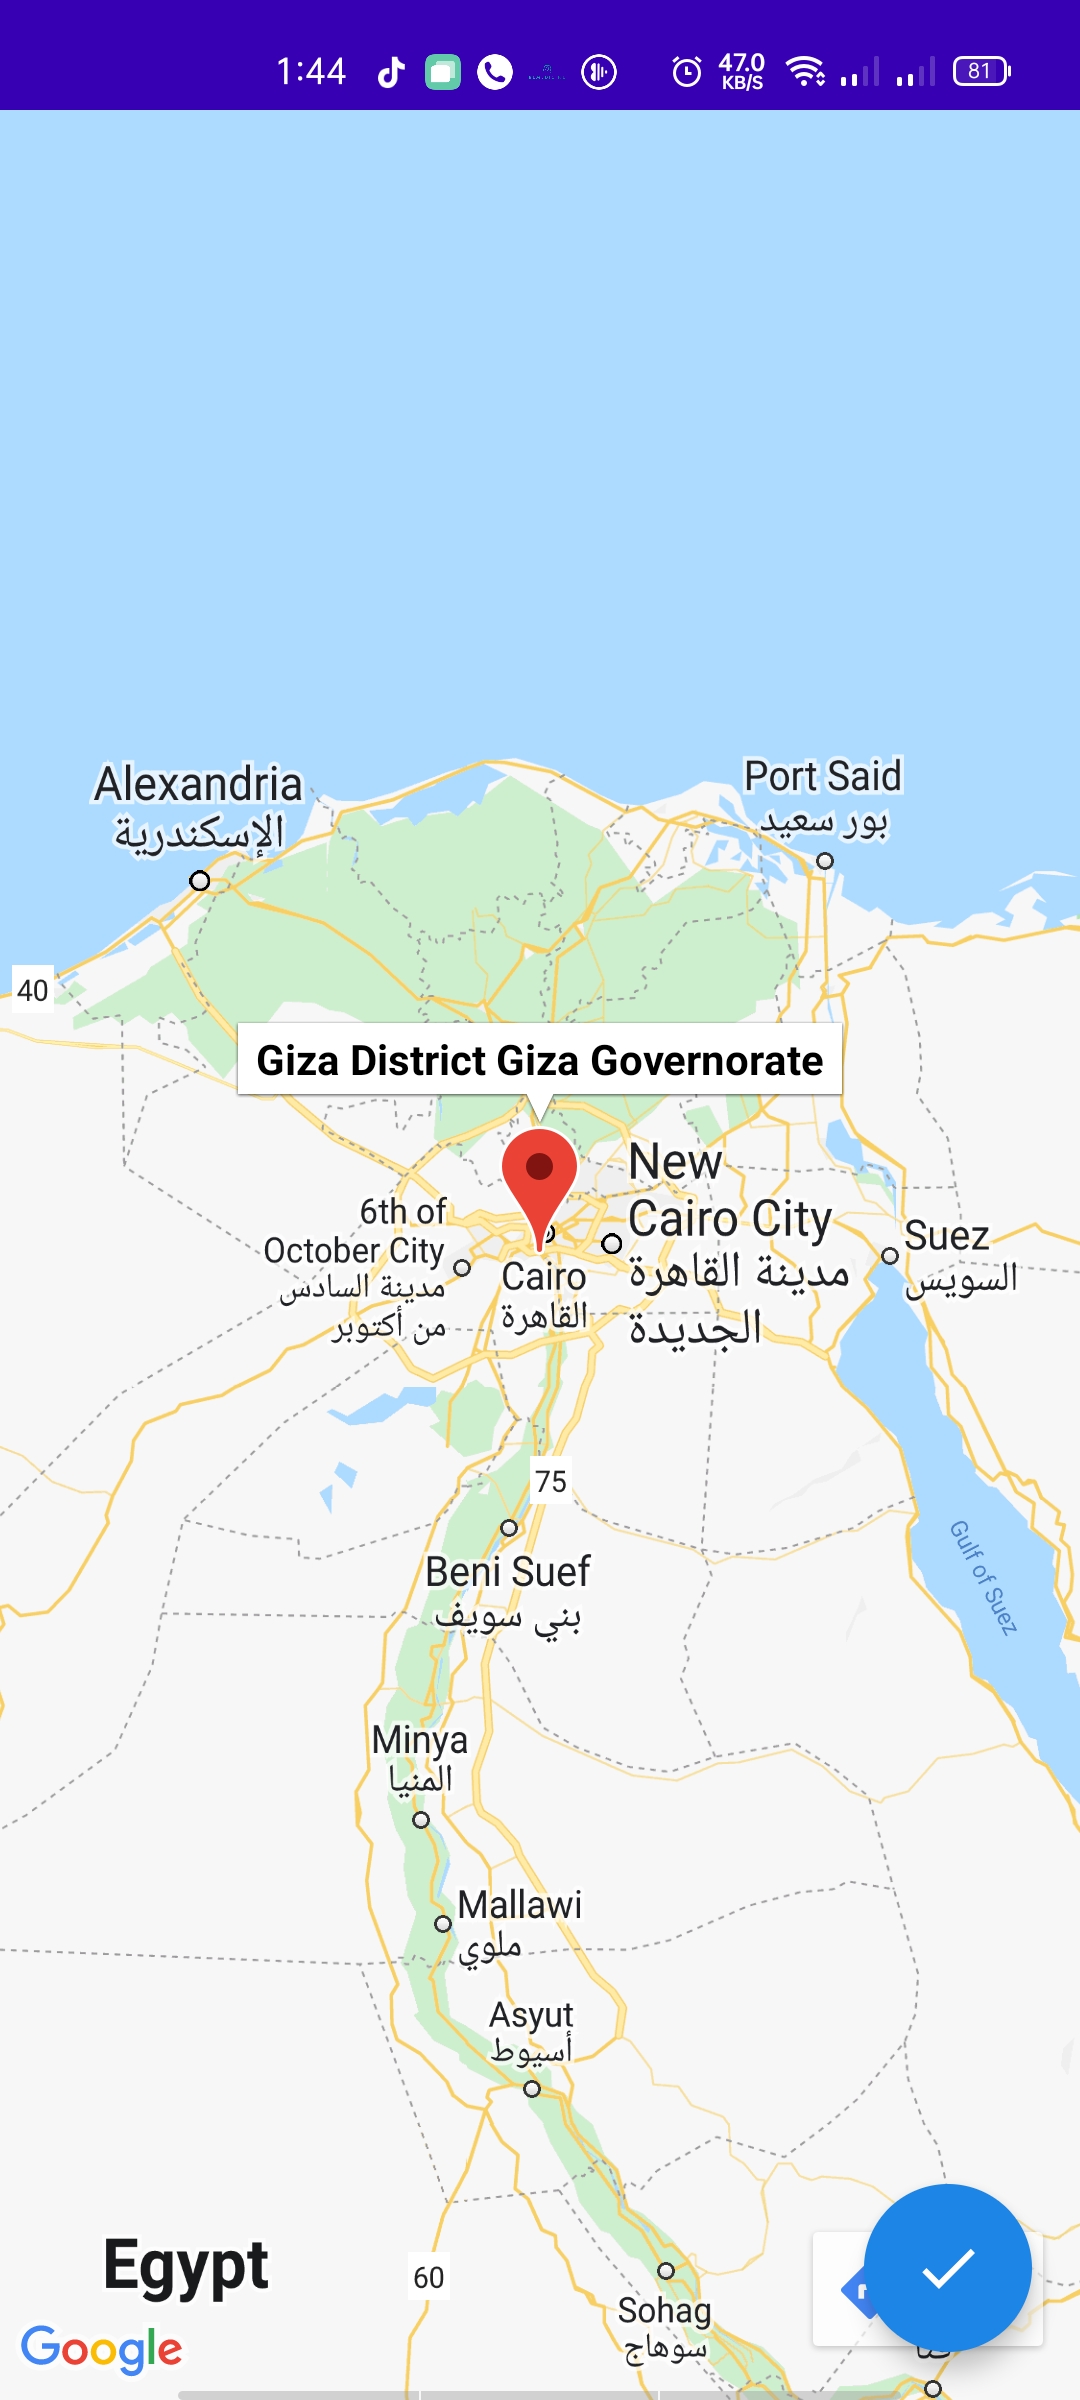 1:44
47.0
KB/S
81
Alexandria
الإسكندرية
Port Said
بور سعيد
40
Giza District Giza Governorate
New
Cairo City
مدينة القاهرة
الجديدة
6th of
October City
مدينة السادس
من أكتوبر
Cairo
القاهرة
Suez
السويس
75
Beni Suef
بني سويف
Gulf of Suez
Minya
المنيا
Mallawi
ملوي
Asyut
أسيوط
Egypt
60
Sohag
سوهاج
Google